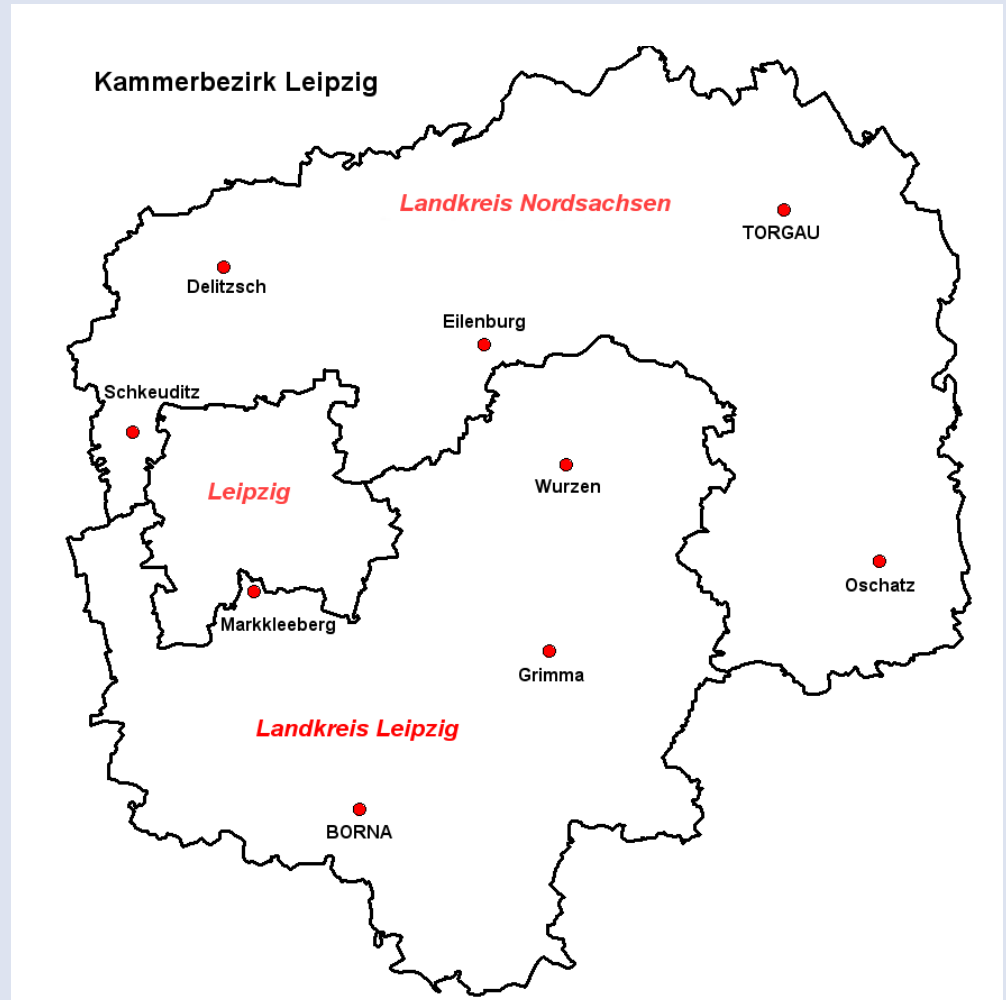 Kammerbezirk Leipzig
Landkreis Nordsachsen
TORGAU
Delitzsch
Eilenburg
Schkeuditz
Leipzig
Wurzen
Oschatz
Markkleeberg
Grimma
Landkreis Leipzig
BORNA